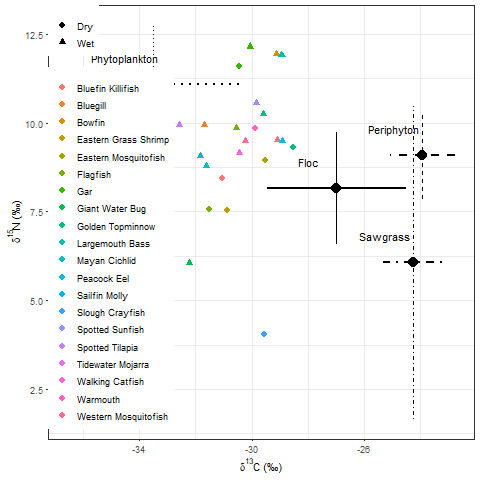 Dry
Wet
Phytoplankton
Bluefin Killifish
Bluegill
Bowfin
Eastern Grass Shrimp
Eastern Mosquitofish
Flagfish
Gar
Giant Water Bug
Golden Topminnow
Largemouth Bass
Mayan Cichlid
Peacock Eel
Sailfin Molly
Slough Crayfish
Spotted Sunfish
Spotted Tilapia
Tidewater Mojarra
Walking Catfish
Warmouth
Western Mosquitofish
Periphyton
Floc
Sawgrass
12.5
10.0
7.5
5.0
2.5
δ¹⁵N (‰)
-34
-30
-26
δ¹³C (‰)